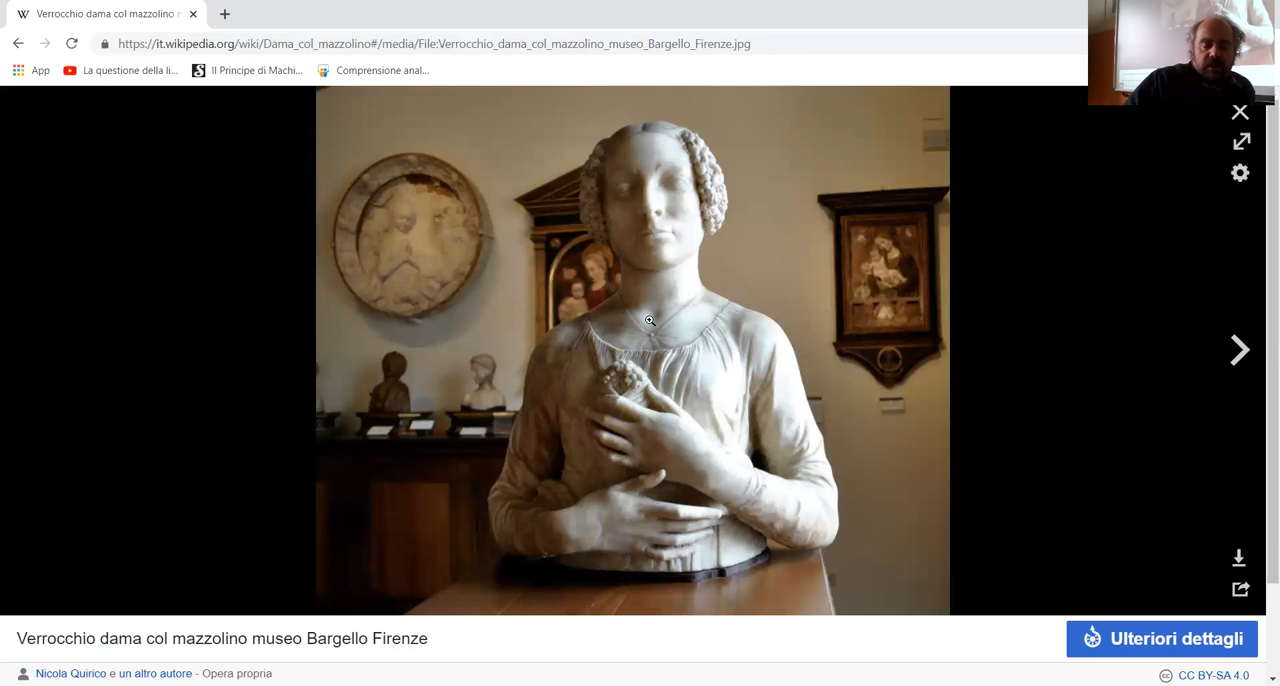 Verrocchio dama col mazzolino
https://it.wikipedia.org/wiki/Dama_col_mazzolino#/media/File:Verrocchio_dama_col_mazzolino_museo_Bargello_Firenze.jpg
App La questione della li... Il Principe di Machi... Comprensione anal...
Verrocchio dama col mazzolino museo Bargello Firenze
Ulteriori dettagli
Nicola Quirico e un altro autore - Opera propria
CC BY-SA 4.0